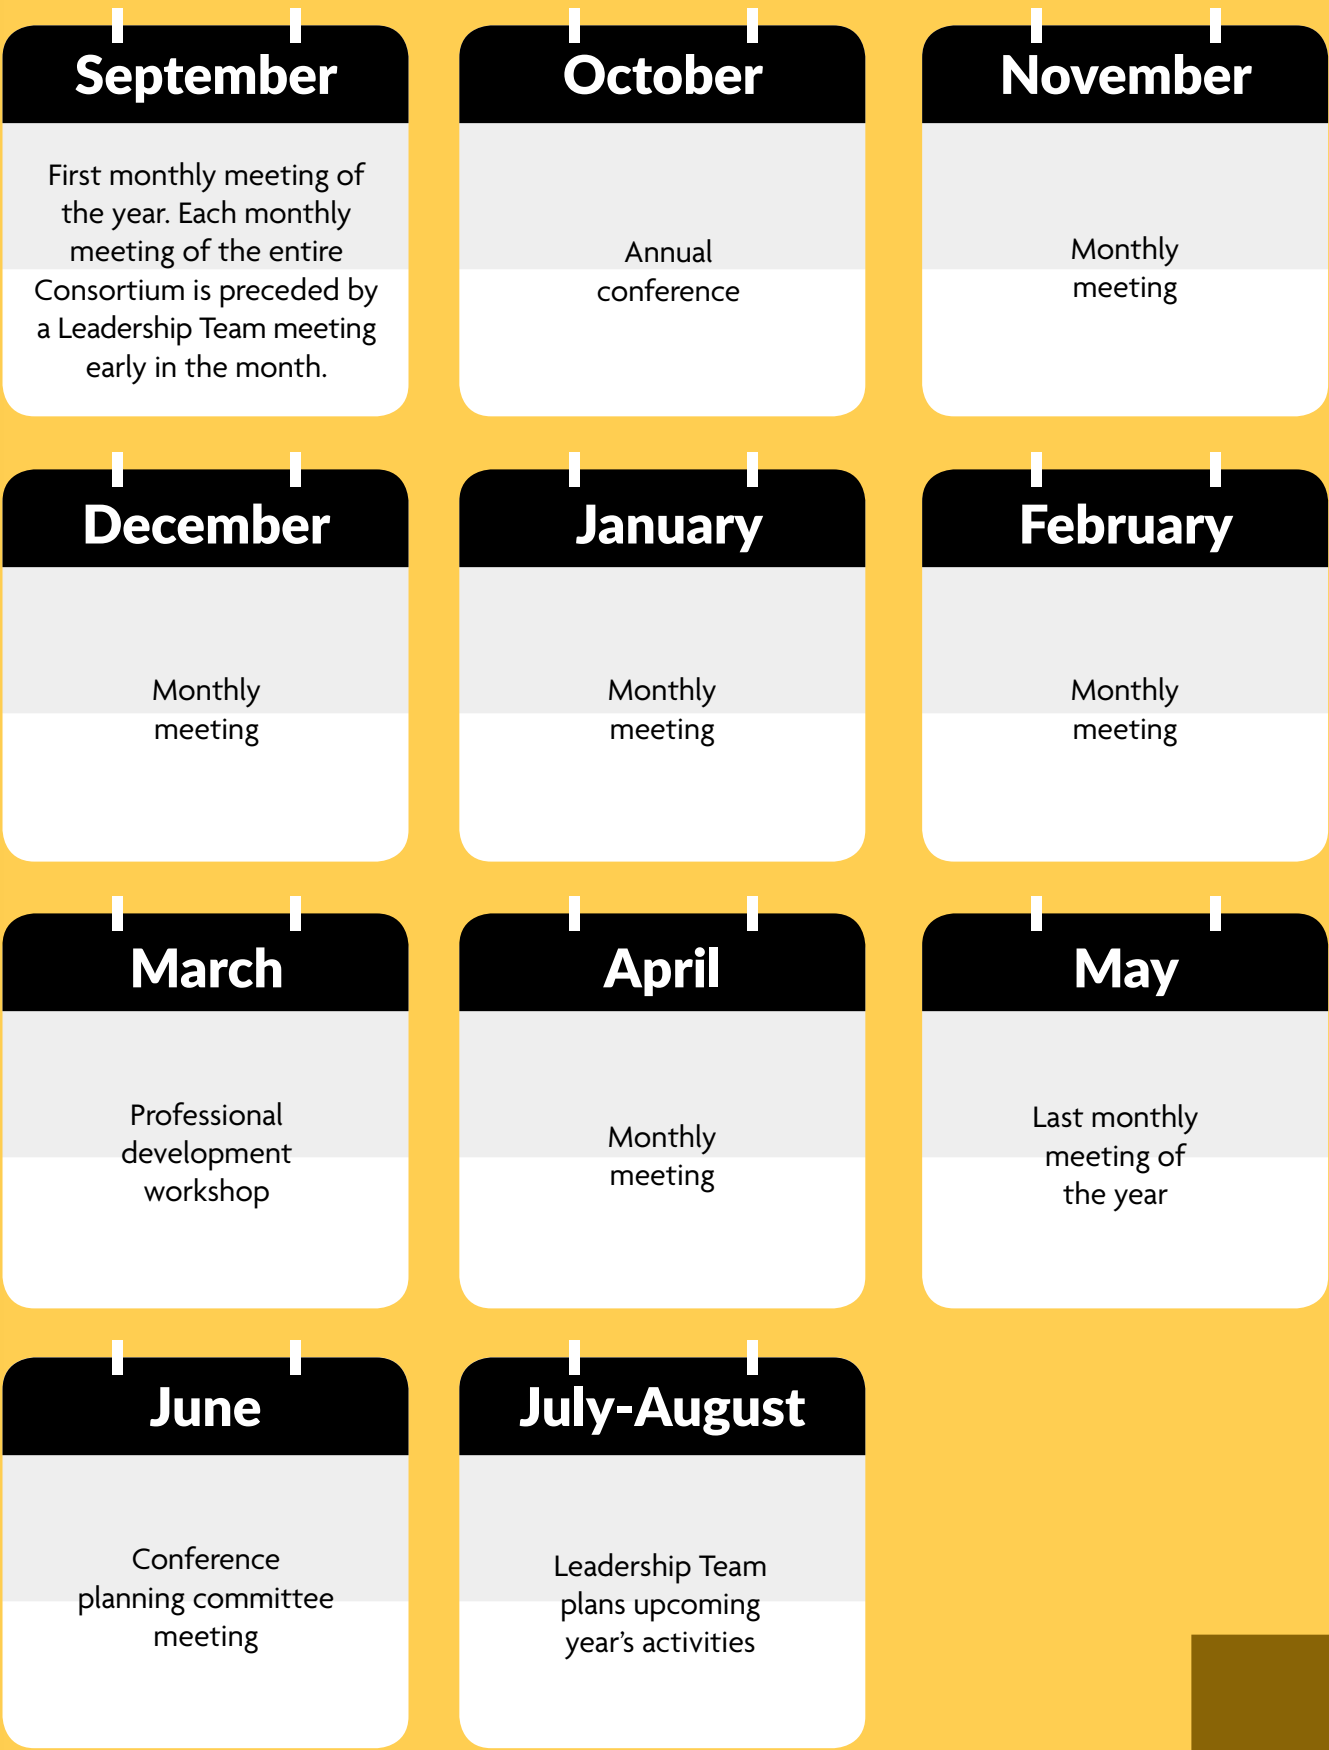 September
First monthly meeting of
the year. Each monthly
meeting of the entire
Consortium is preceded by
a Leadership Team meeting
early in the month.
October
Annual
conference
November
Monthly
meeting
December
Monthly
meeting
January
Monthly
meeting
February
Monthly
meeting
March
Professional
development
workshop
April
Monthly
meeting
May
Last monthly
meeting of
the year
June
Conference
planning committee
meeting
July-August
Leadership Team
plans upcoming
year’s activities